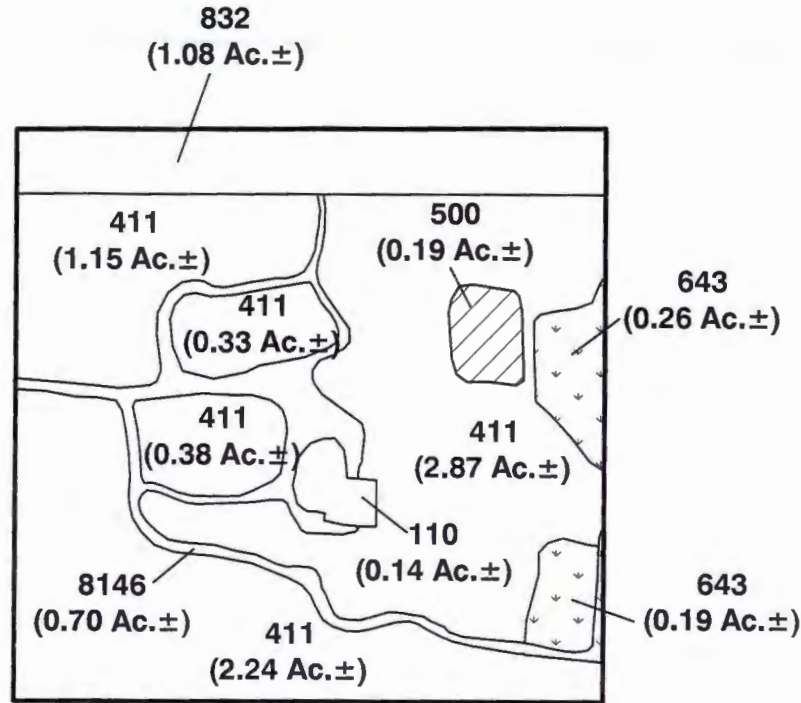 832
(1.08 Ac.±)
411
(1.15 Ac.±)
500
(0.19 Ac.±)
643
(0.26 Ac.±)
411
(0.33 Ac.±)
411
(0.38 Ac.±)
411
(2.87 Ac.±)
110
(0.14 Ac.±)
8146
(0.70 Ac.±)
643
(0.19 Ac.±)
411
(2.24 Ac.±)